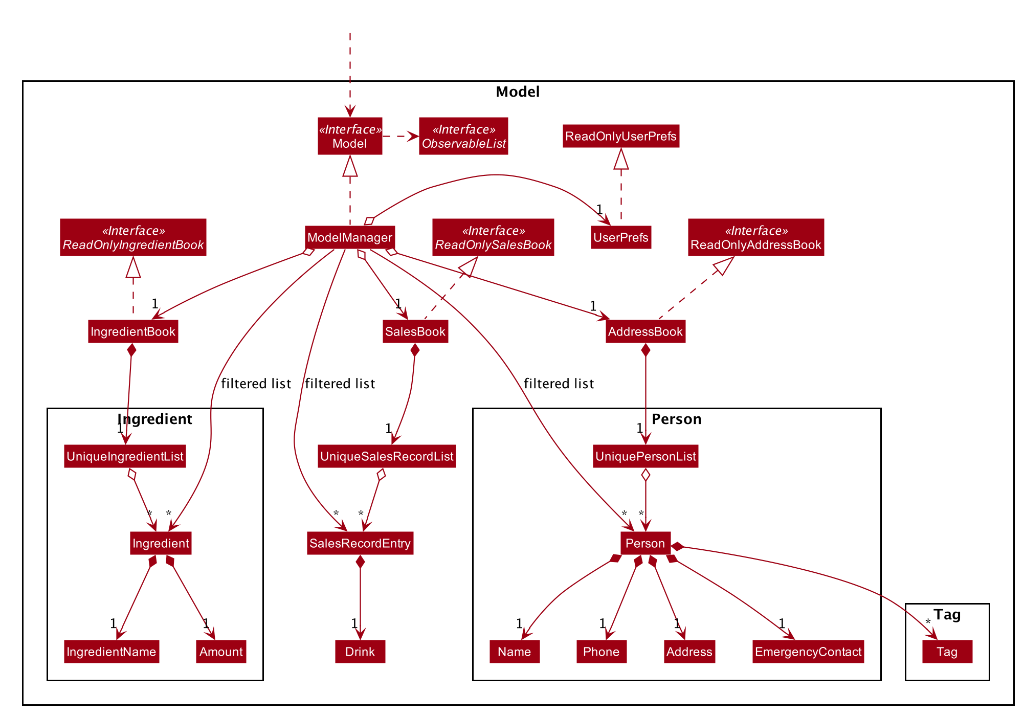 Model
«Interface»
Model
«Interface»
ObservableList
ReadOnlyUserPrefs
1
«Interface»
ReadOnlyIngredientBook
ModelManager
«Interface»
ReadOnlySalesBook
UserPrefs
«Interface»
ReadOnlyAddressBook
1
1
1
IngredientBook
SalesBook
AddressBook
filtered list
filtered list
filtered list
Ingredient
Person
1
1
1
UniqueIngredientList
UniqueSalesRecordList
UniquePersonList
*
*
*
*
*
*
Ingredient
SalesRecordEntry
Person
Tag
1
1
1
1
1
1
1
*
IngredientName
Amount
Drink
Name
Phone
Address
EmergencyContact
Tag